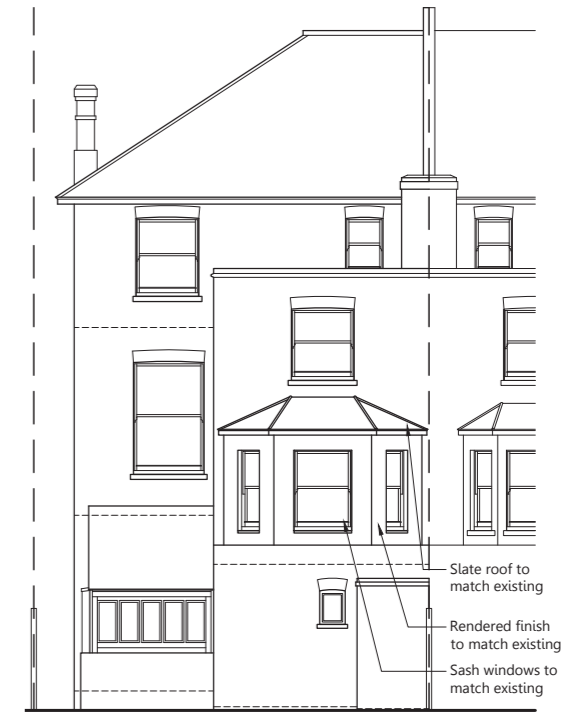 Slate roof to
match existing
Rendered finish
to match existing
Sash windows to
match existing